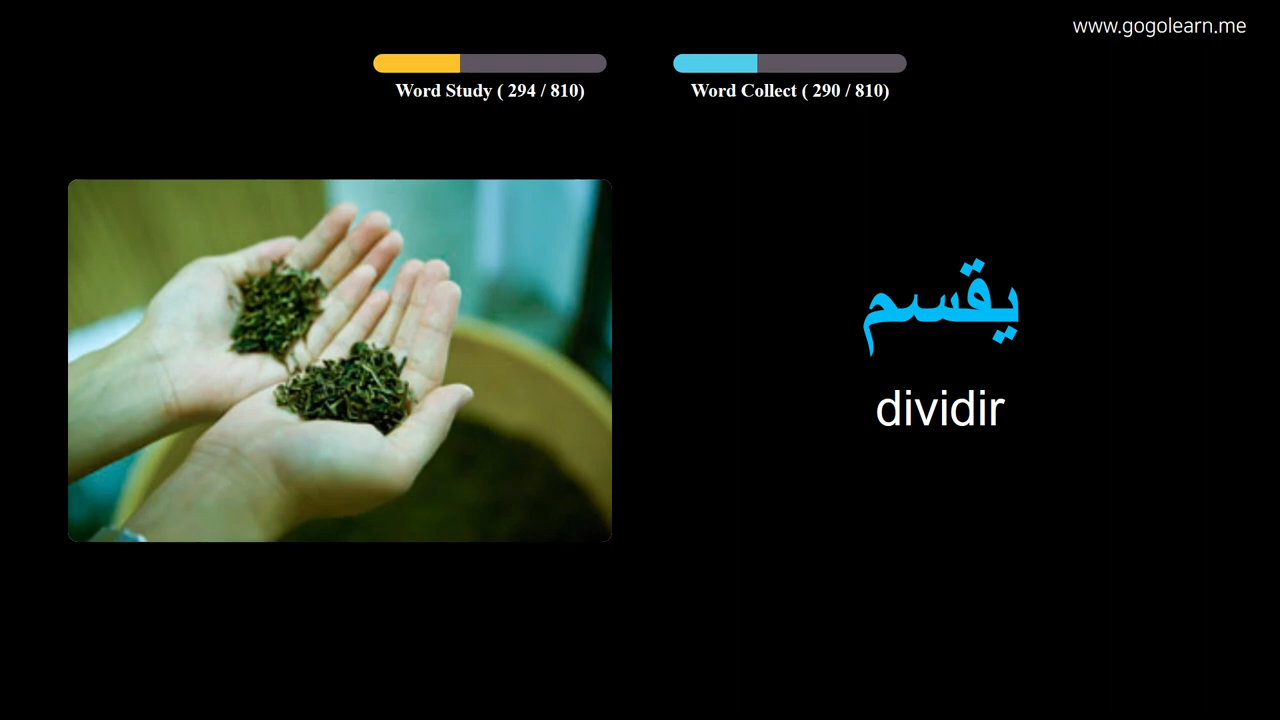 www.gogolearn.me
Word Study ( 294 / 810)
Word Collect ( 290 / 810)
يقسم
dividir